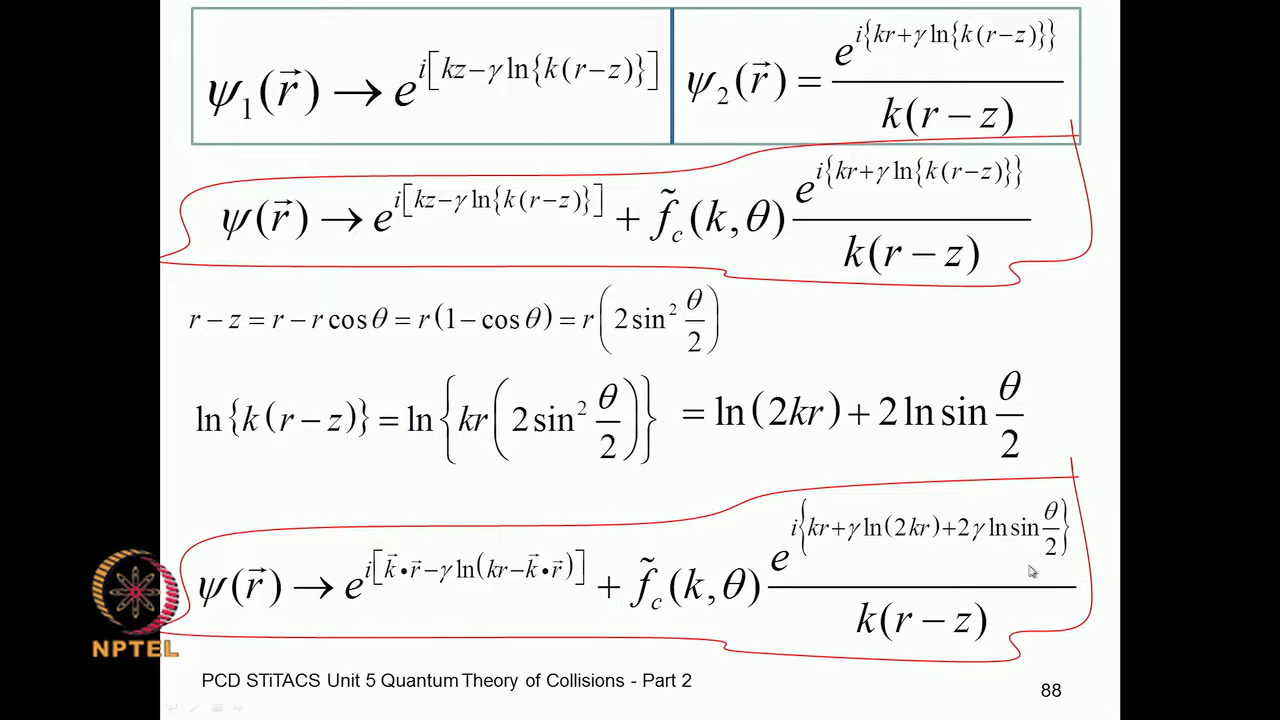 ψ₁(r⃗) → e^{i[kz−γ ln{k(r−z)}]}
ψ₂(r⃗) = e^{i{kr+γ ln{k(r−z)}}} / k(r−z)
ψ(r⃗) → e^{i[kz−γ ln{k(r−z)}]} + f̃_c(k,θ) e^{i{kr+γ ln{k(r−z)}}} / k(r−z)
r − z = r − r cos θ = r(1 − cos θ) = r(2 sin² θ/2)
ln{k(r−z)} = ln{kr(2 sin² θ/2)} = ln(2kr) + 2 ln sin θ/2
ψ(r⃗) → e^{i[k⃗•r⃗−γ ln(kr−k⃗•r⃗)]} + f̃_c(k,θ) e^{i{kr+γ ln(2kr)+2γ ln sin θ/2}} / k(r−z)
NPTEL
PCD STiTACS Unit 5 Quantum Theory of Collisions - Part 2
88